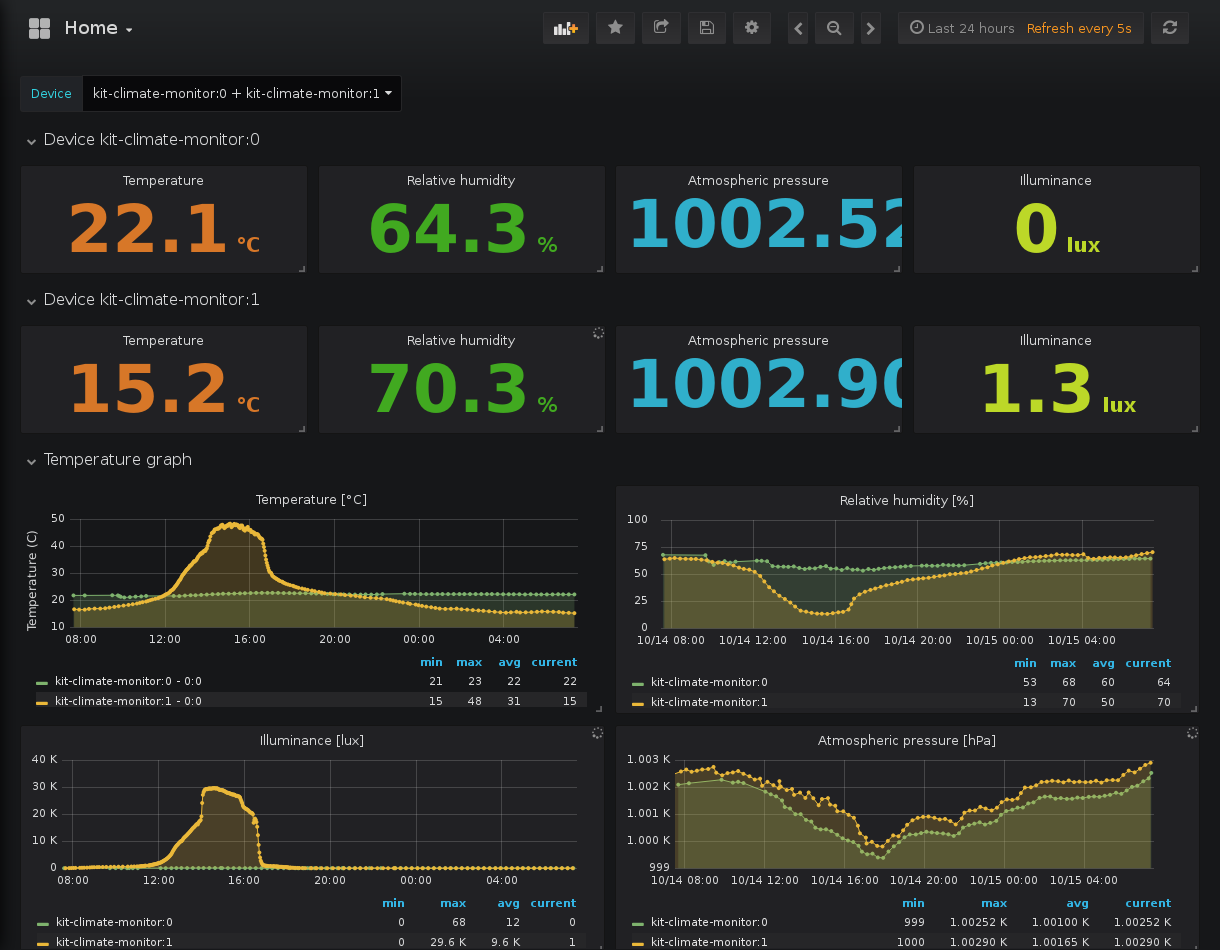 Home
Last 24 hours Refresh every 5s
Device kit-climate-monitor:0 + kit-climate-monitor:1
Device kit-climate-monitor:0
Temperature Relative humidity Atmospheric pressure Illuminance
22.1 °C 64.3 % 1002.52 0 lux
Device kit-climate-monitor:1
Temperature Relative humidity Atmospheric pressure Illuminance
15.2 °C 70.3 % 1002.90 1.3 lux
Temperature graph
Temperature [°C]
Temperature (C)
50
40
30
20
10
08:00 12:00 16:00 20:00 00:00 04:00
min max avg current
kit-climate-monitor:0 - 0:0 21 23 22 22
kit-climate-monitor:1 - 0:0 15 48 31 15
Relative humidity [%]
100
75
50
25
0
10/14 08:00 10/14 12:00 10/14 16:00 10/14 20:00 10/15 00:00 10/15 04:00
min max avg current
kit-climate-monitor:0 53 68 60 64
kit-climate-monitor:1 13 70 50 70
Illuminance [lux]
40 K
30 K
20 K
10 K
0
08:00 12:00 16:00 20:00 00:00 04:00
min max avg current
kit-climate-monitor:0 0 68 12 0
kit-climate-monitor:1 0 29.6 K 9.6 K 1
Atmospheric pressure [hPa]
1.003 K
1.002 K
1.001 K
1.000 K
999
10/14 08:00 10/14 12:00 10/14 16:00 10/14 20:00 10/15 00:00 10/15 04:00
min max avg current
kit-climate-monitor:0 999 1.00252 K 1.00100 K 1.00252 K
kit-climate-monitor:1 1000 1.00290 K 1.00165 K 1.00290 K